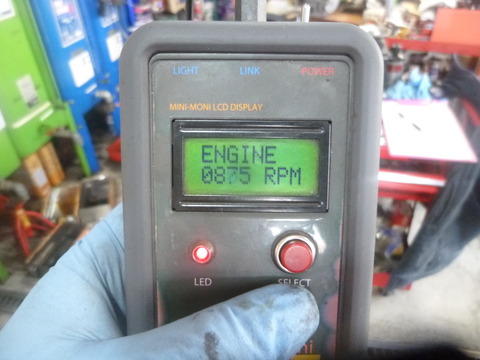 LIGHT LINK POWER
MINI-MONI LCD DISPLAY
ENGINE
0875 RPM
LED SELECT